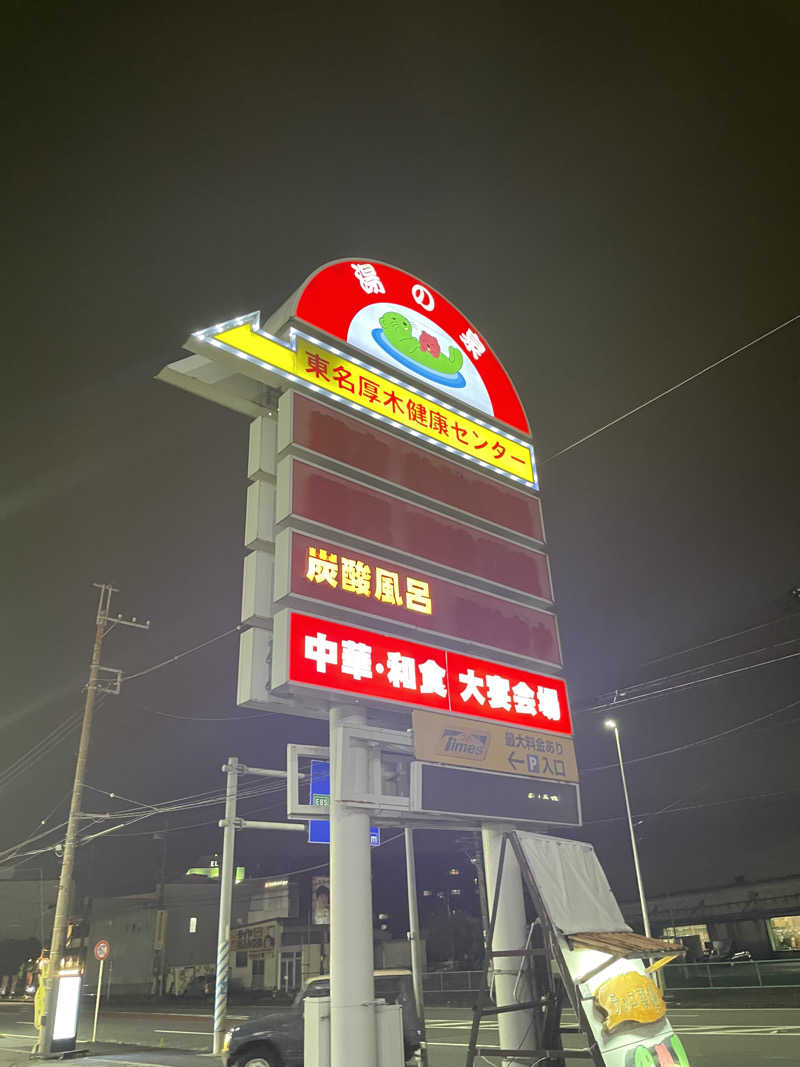 湯の泉
東名厚木健康センター
炭酸風呂
中華・和食 大宴会場
Times
最大料金あり
←P入口